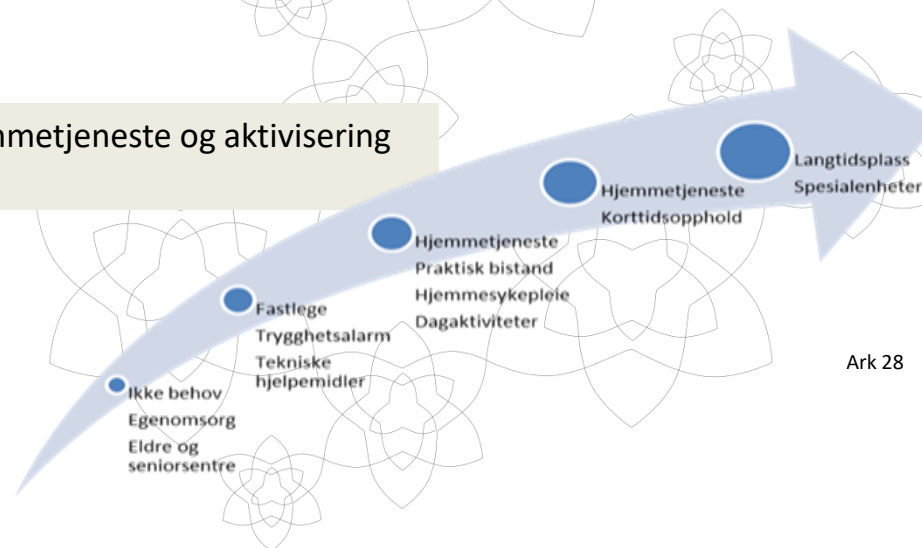 mmetjeneste og aktivisering
Langtidsplass
Spesialenheter
Hjemmetjeneste
Korttidsopphold
Hjemmetjeneste
Praktisk bistand
Hjemmesykepleie
Dagaktiviteter
Fastlege
Trygghetsalarm
Tekniske
hjelpemidler
Ark 28
Ikke behov
Egenomsorg
Eldre og
seniorsentre